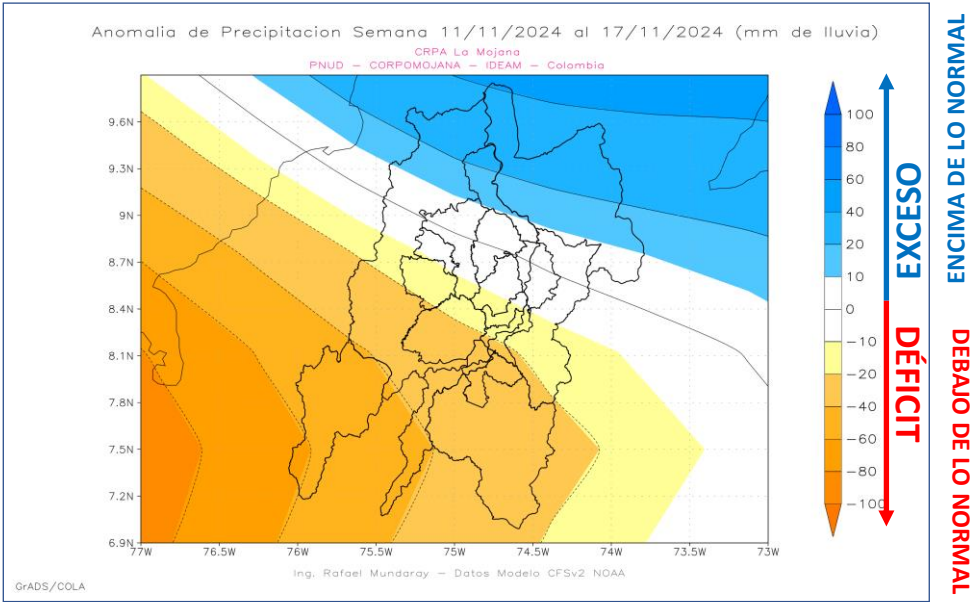 Anomalia de Precipitacion Semana 11/11/2024 al 17/11/2024 (mm de lluvia)
CRPA La Mojana
PNUD – CORPOMOJANA – IDEAM – Colombia
9.6N
9.3N
9N
8.7N
8.4N
8.1N
7.8N
7.5N
7.2N
6.9N
77W
76.5W
76W
75.5W
75W
74.5W
74W
73.5W
73W
100
80
60
40
20
10
0
−10
−20
−40
−60
−80
−100
EXCESO
DÉFICIT
ENCIMA DE LO NORMAL
DEBAJO DE LO NORMAL
Ing. Rafael Mundaray – Datos Modelo CFSv2 NOAA
GrADS/COLA